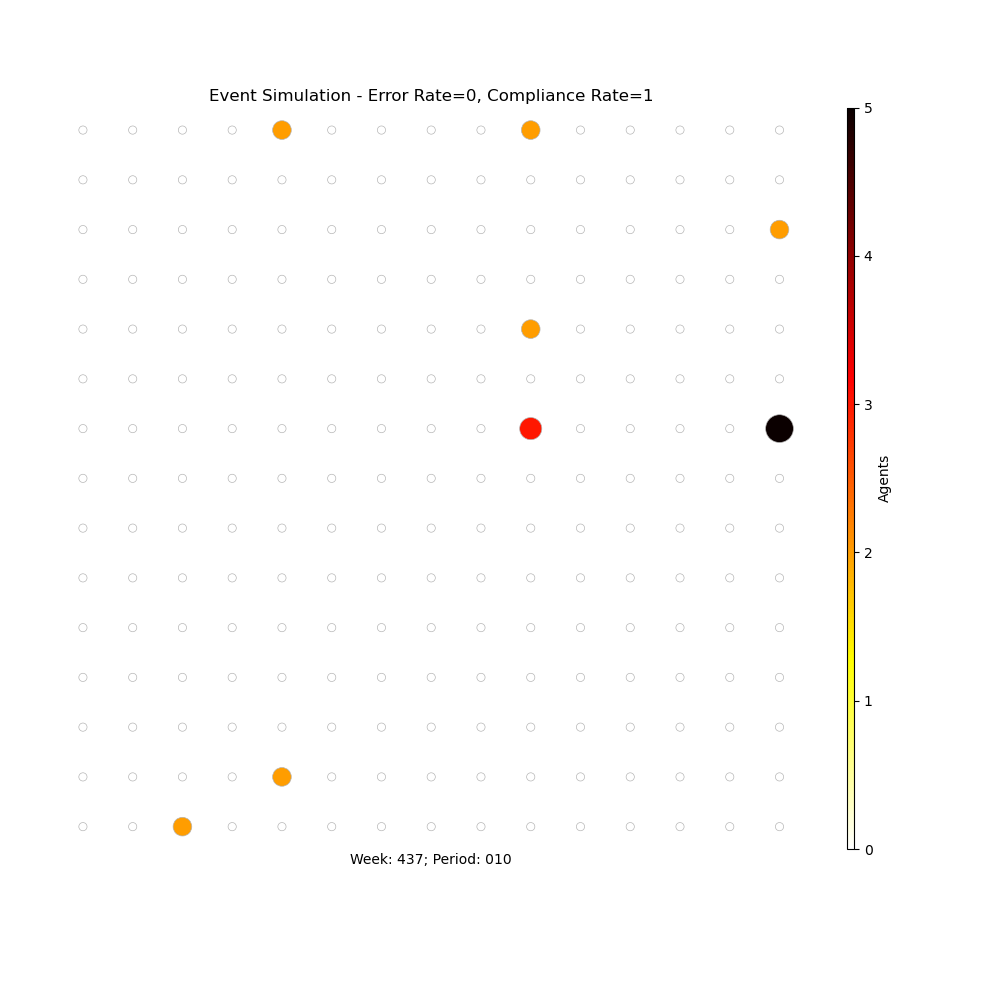 Event Simulation - Error Rate=0, Compliance Rate=1
5
4
3
2
1
0
Agents
Week: 437; Period: 010